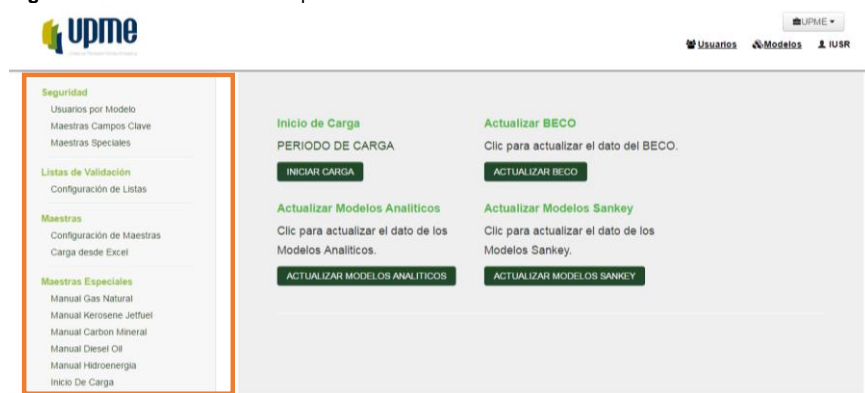 upme
UPME
Usuarios Modelos IUSR
Seguridad
Usuarios por Modelo
Maestras Campos Clave
Maestras Speciales
Listas de Validación
Configuración de Listas
Maestras
Configuración de Maestras
Carga desde Excel
Maestras Especiales
Manual Gas Natural
Manual Kerosene Jetfuel
Manual Carbon Mineral
Manual Diesel Oil
Manual Hidroenergia
Inicio De Carga
Inicio de Carga
PERIODO DE CARGA
INICIAR CARGA
Actualizar BECO
Clic para actualizar el dato del BECO.
ACTUALIZAR BECO
Actualizar Modelos Analiticos
Clic para actualizar el dato de los
Modelos Analiticos.
ACTUALIZAR MODELOS ANALITICOS
Actualizar Modelos Sankey
Clic para actualizar el dato de los
Modelos Sankey.
ACTUALIZAR MODELOS SANKEY